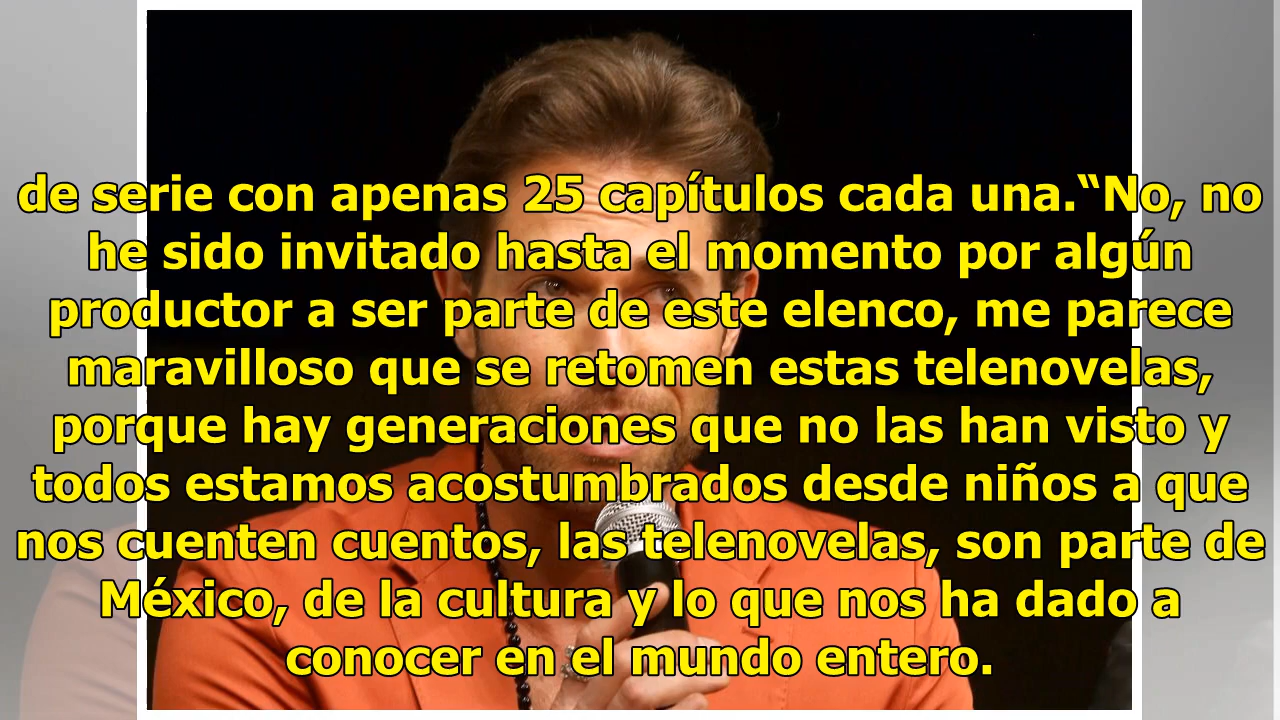 de serie con apenas 25 capítulos cada una.“No, no
he sido invitado hasta el momento por algún
productor a ser parte de este elenco, me parece
maravilloso que se retomen estas telenovelas,
porque hay generaciones que no las han visto y
todos estamos acostumbrados desde niños a que
nos cuenten cuentos, las telenovelas, son parte de
México, de la cultura y lo que nos ha dado a
conocer en el mundo entero.